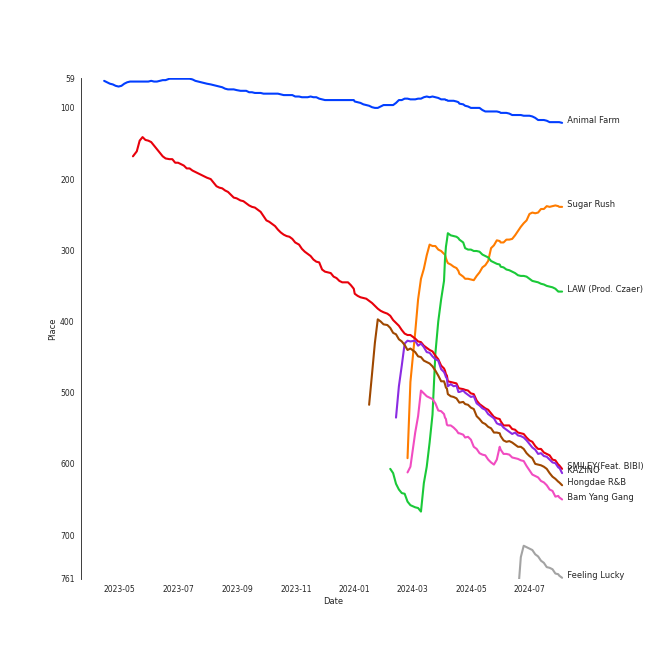 59
100
200
300
400
500
600
700
761
Place
2023-05
2023-07
2023-09
2023-11
2024-01
2024-03
2024-05
2024-07
Date
Animal Farm
Sugar Rush
LAW (Prod. Czaer)
SMILEY(Feat. BIBI)
KAZINO
Hongdae R&B
Bam Yang Gang
Feeling Lucky